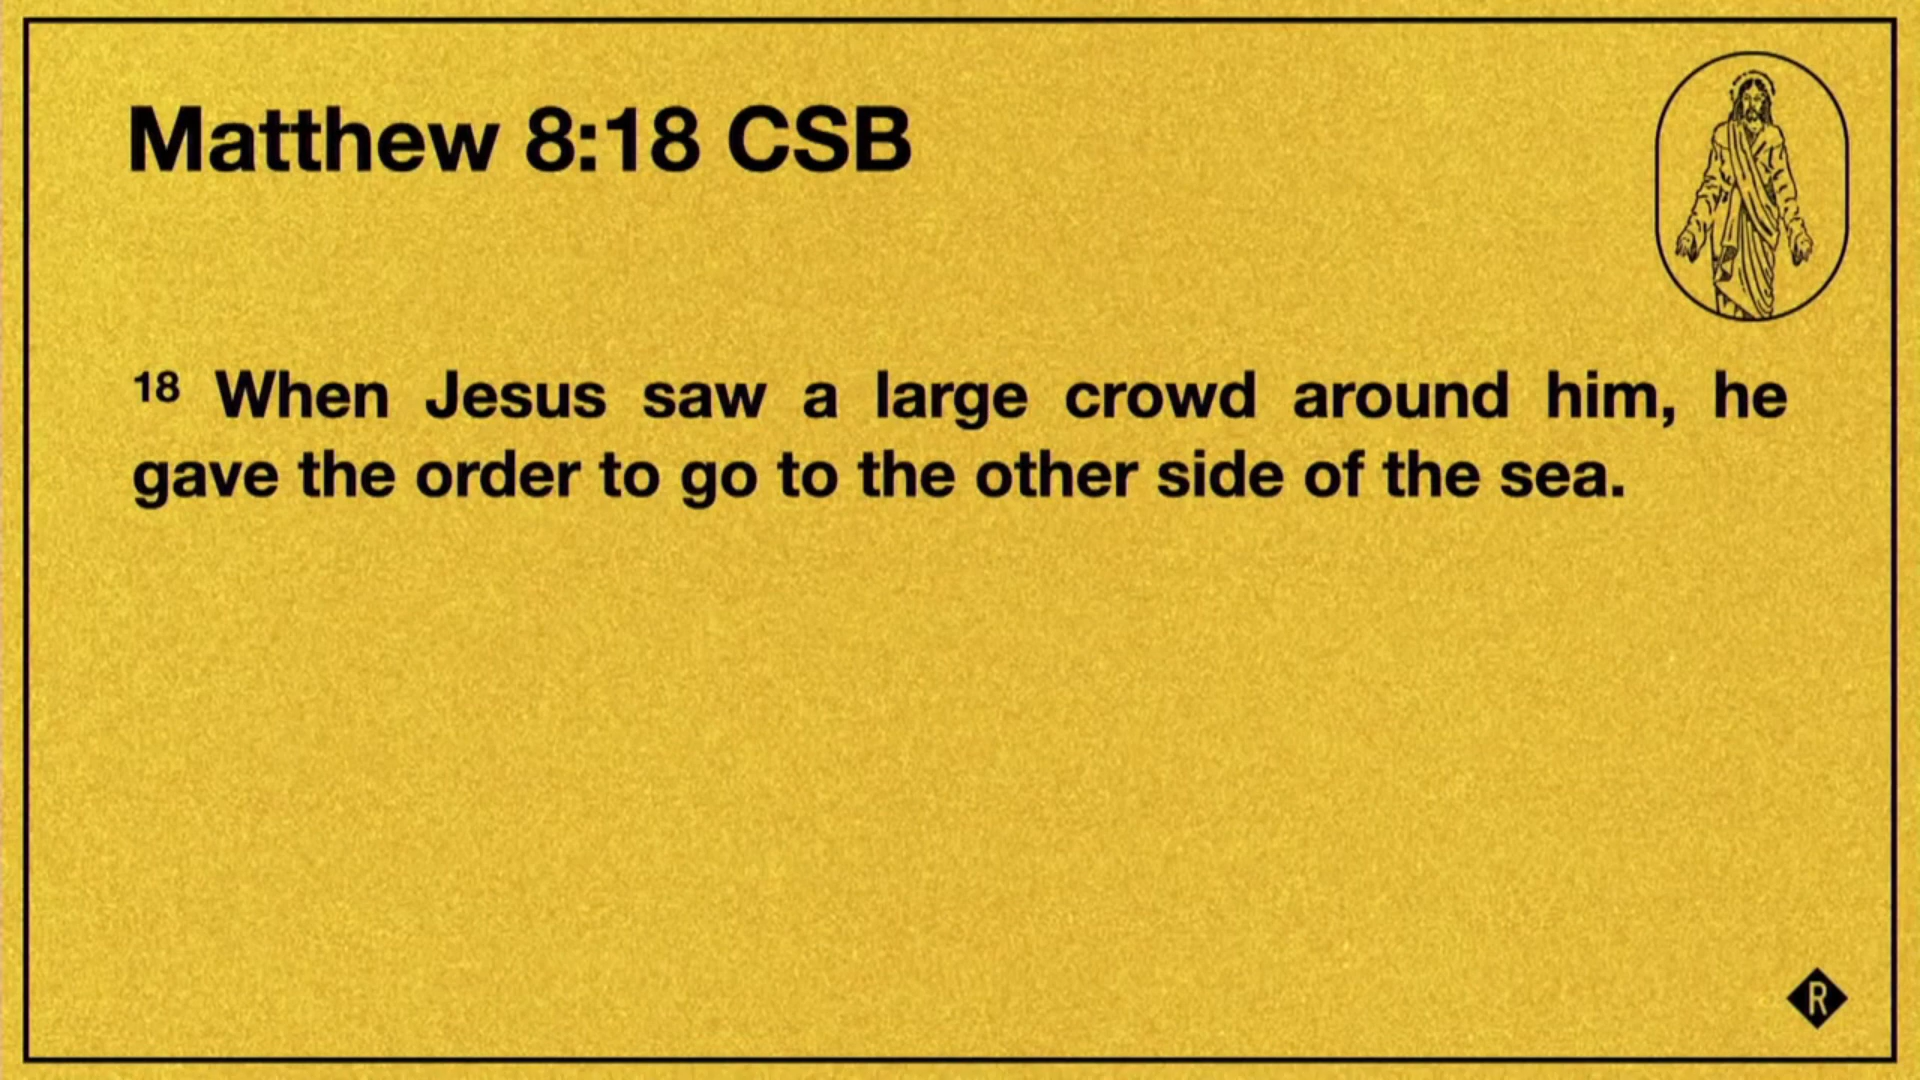 Matthew 8:18 CSB
18 When Jesus saw a large crowd around him, he
gave the order to go to the other side of the sea.
R